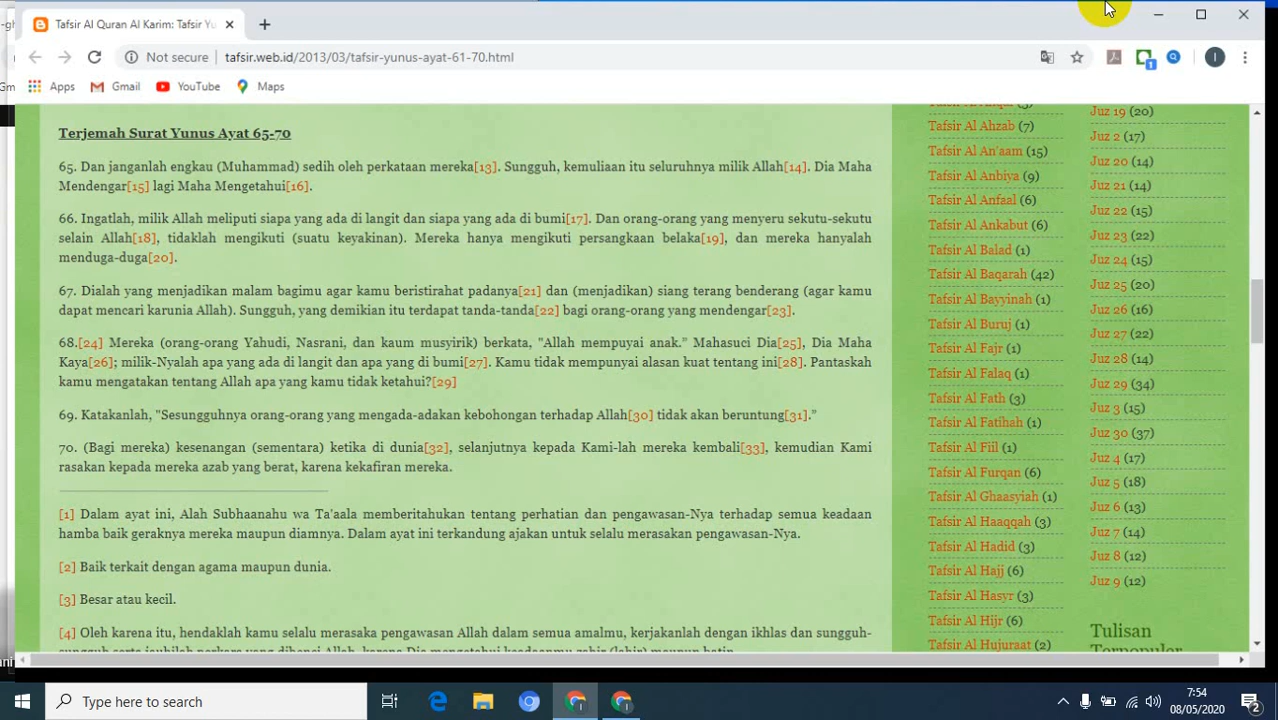 Tafsir Al Quran Al Karim: Tafsir Yu
Not secure tafsir.web.id/2013/03/tafsir-yunus-ayat-61-70.html
Apps Gmail YouTube Maps
Terjemah Surat Yunus Ayat 65-70
65. Dan janganlah engkau (Muhammad) sedih oleh perkataan mereka[13]. Sungguh, kemuliaan itu seluruhnya milik Allah[14]. Dia Maha
Mendengar[15] lagi Maha Mengetahui[16].
66. Ingatlah, milik Allah meliputi siapa yang ada di langit dan siapa yang ada di bumi[17]. Dan orang-orang yang menyeru sekutu-sekutu
selain Allah[18], tidaklah mengikuti (suatu keyakinan). Mereka hanya mengikuti persangkaan belaka[19], dan mereka hanyalah
menduga-duga[20].
67. Dialah yang menjadikan malam bagimu agar kamu beristirahat padanya[21] dan (menjadikan) siang terang benderang (agar kamu
dapat mencari karunia Allah). Sungguh, yang demikian itu terdapat tanda-tanda[22] bagi orang-orang yang mendengar[23].
68.[24] Mereka (orang-orang Yahudi, Nasrani, dan kaum musyirik) berkata, "Allah mempuyai anak." Mahasuci Dia[25], Dia Maha
Kaya[26]; milik-Nyalah apa yang ada di langit dan apa yang di bumi[27]. Kamu tidak mempunyai alasan kuat tentang ini[28]. Pantaskah
kamu mengatakan tentang Allah apa yang kamu tidak ketahui?[29]
69. Katakanlah, "Sesungguhnya orang-orang yang mengada-adakan kebohongan terhadap Allah[30] tidak akan beruntung[31]."
70. (Bagi mereka) kesenangan (sementara) ketika di dunia[32], selanjutnya kepada Kami-lah mereka kembali[33], kemudian Kami
rasakan kepada mereka azab yang berat, karena kekafiran mereka.
[1] Dalam ayat ini, Alah Subhaanahu wa Ta'aala memberitahukan tentang perhatian dan pengawasan-Nya terhadap semua keadaan
hamba baik geraknya mereka maupun diamnya. Dalam ayat ini terkandung ajakan untuk selalu merasakan pengawasan-Nya.
[2] Baik terkait dengan agama maupun dunia.
[3] Besar atau kecil.
[4] Oleh karena itu, hendaklah kamu selalu merasaka pengawasan Allah dalam semua amalmu, kerjakanlah dengan ikhlas dan sungguh-
Tafsir Al Ahzab (7)
Tafsir Al An'aam (15)
Tafsir Al Anbiya (9)
Tafsir Al Anfaal (6)
Tafsir Al Ankabut (6)
Tafsir Al Balad (1)
Tafsir Al Baqarah (42)
Tafsir Al Bayyinah (1)
Tafsir Al Buruj (1)
Tafsir Al Fajr (1)
Tafsir Al Falaq (1)
Tafsir Al Fath (3)
Tafsir Al Fatihah (1)
Tafsir Al Fiil (1)
Tafsir Al Furqan (6)
Tafsir Al Ghaasyiah (1)
Tafsir Al Haaqqah (3)
Tafsir Al Hadid (3)
Tafsir Al Hajj (6)
Tafsir Al Hasyr (3)
Tafsir Al Hijr (6)
Tafsir Al Hujuraat (2)
Juz 19 (20)
Juz 2 (17)
Juz 20 (14)
Juz 21 (14)
Juz 22 (15)
Juz 23 (22)
Juz 24 (15)
Juz 25 (20)
Juz 26 (16)
Juz 27 (22)
Juz 28 (14)
Juz 29 (34)
Juz 3 (15)
Juz 30 (37)
Juz 4 (17)
Juz 5 (18)
Juz 6 (13)
Juz 7 (14)
Juz 8 (12)
Juz 9 (12)
Tulisan
Terpopuler
Type here to search
7:54
08/05/2020
2